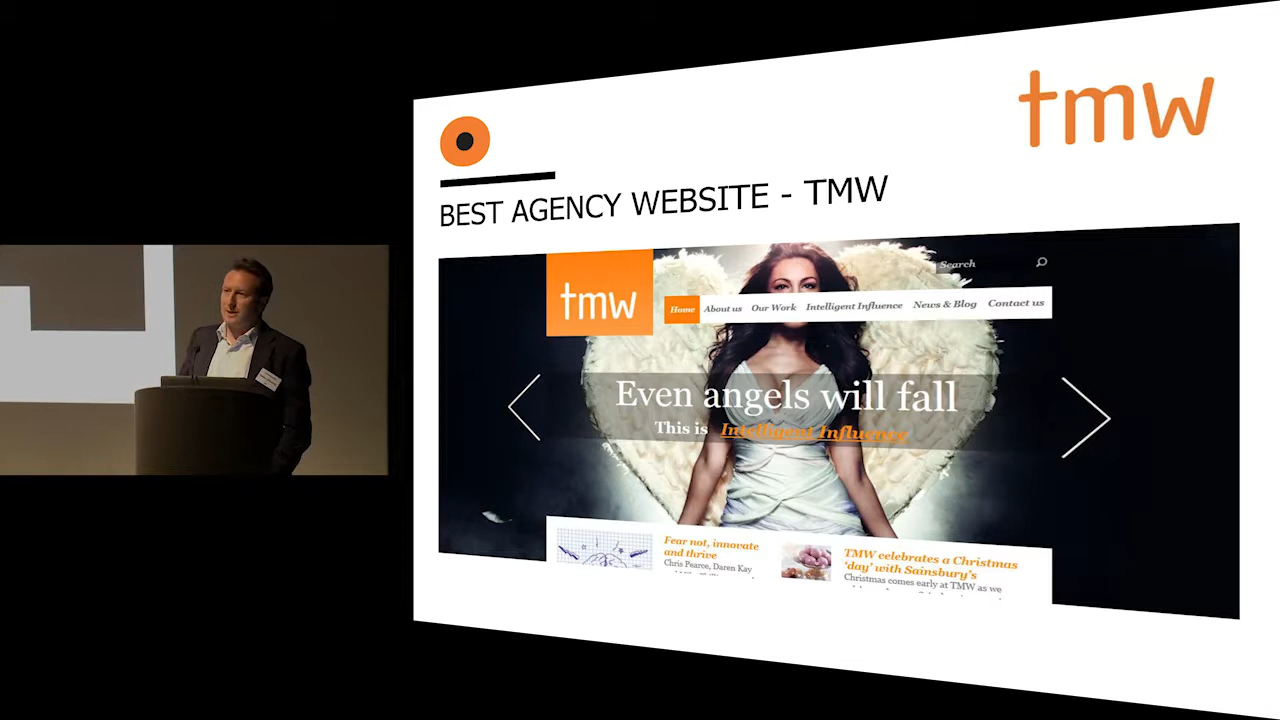 tmw
BEST AGENCY WEBSITE - TMW
tmw
Search
Home About us Our Work Intelligent Influence News & Blog Contact us
Even angels will fall
This is Intelligent Influence
Fear not, innovate
and thrive
Chris Pearce, Daren Kay
TMW celebrates a Christmas
'day' with Sainsbury's
Christmas comes early at TMW as we